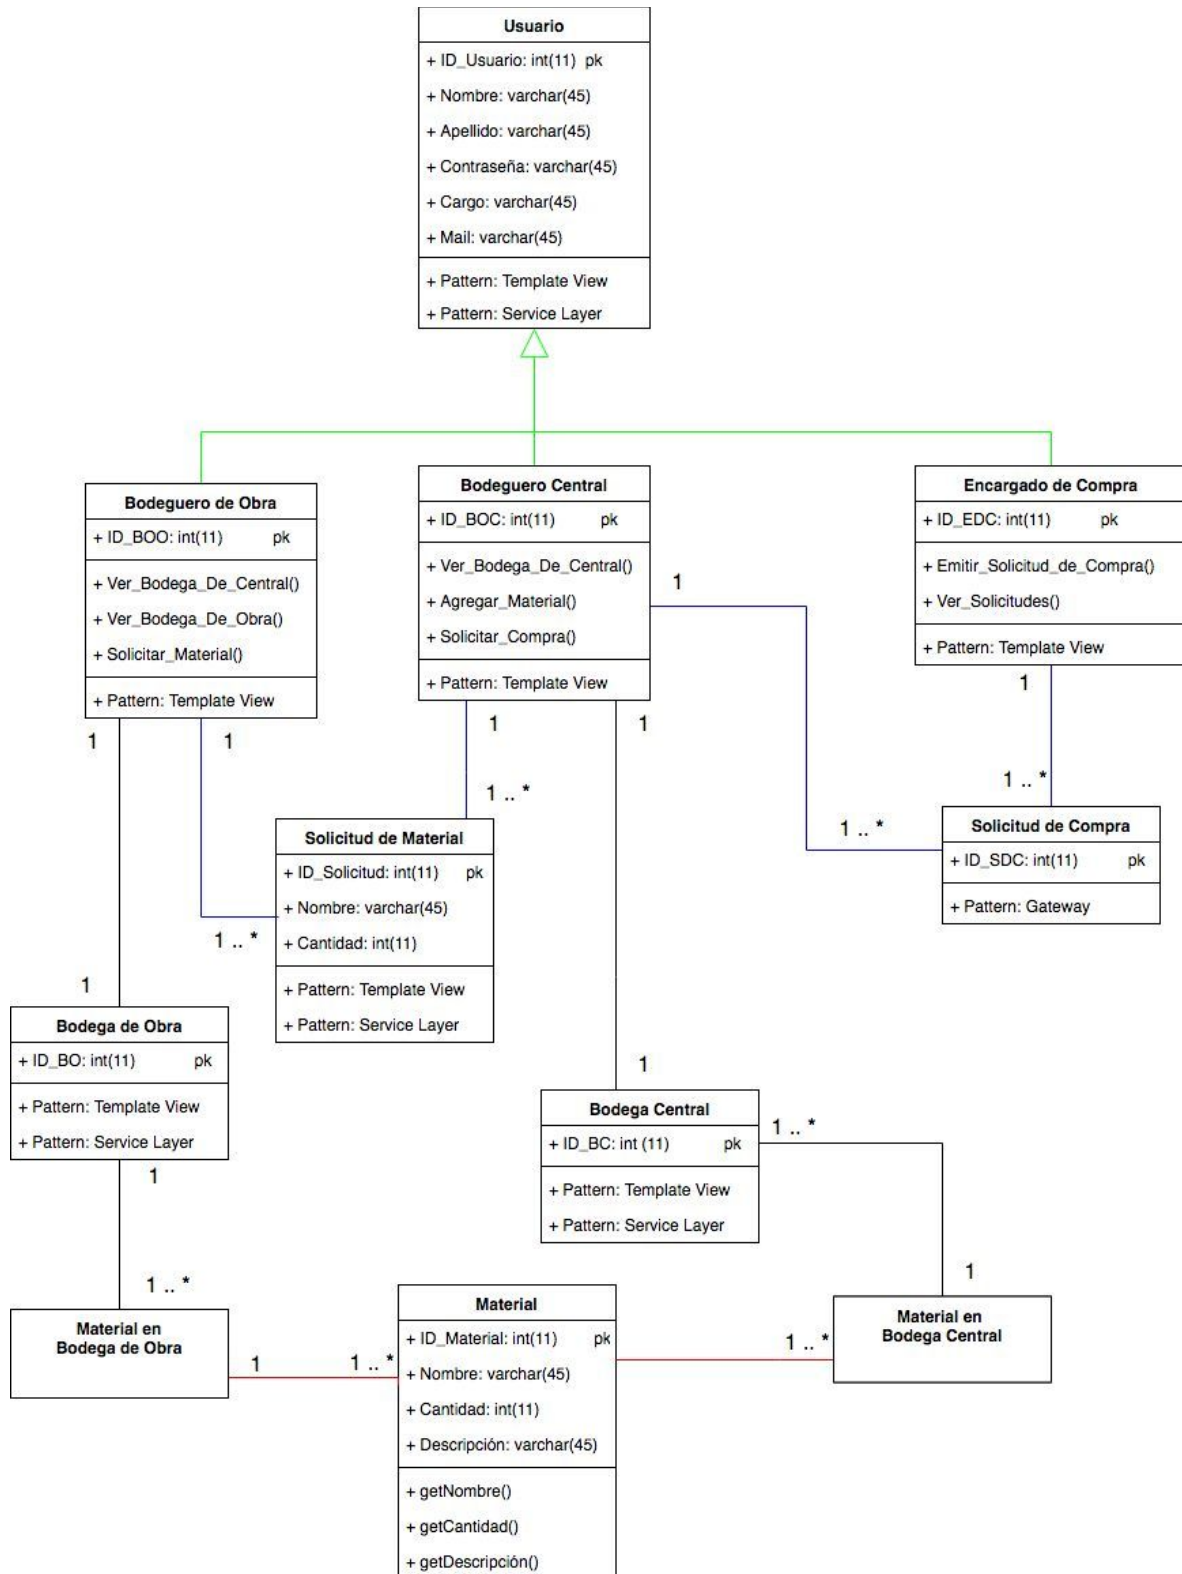 Usuario
+ ID_Usuario: int(11) pk
+ Nombre: varchar(45)
+ Apellido: varchar(45)
+ Contraseña: varchar(45)
+ Cargo: varchar(45)
+ Mail: varchar(45)
+ Pattern: Template View
+ Pattern: Service Layer
Bodeguero de Obra
+ ID_BOO: int(11) pk
+ Ver_Bodega_De_Central()
+ Ver_Bodega_De_Obra()
+ Solicitar_Material()
+ Pattern: Template View
Bodeguero Central
+ ID_BOC: int(11) pk
+ Ver_Bodega_De_Central()
+ Agregar_Material()
+ Solicitar_Compra()
+ Pattern: Template View
Encargado de Compra
+ ID_EDC: int(11) pk
+ Emitir_Solicitud_de_Compra()
+ Ver_Solicitudes()
+ Pattern: Template View
1
1
1
1
1
1
1 .. *
1 .. *
1 .. *
1 .. *
Solicitud de Material
+ ID_Solicitud: int(11) pk
+ Nombre: varchar(45)
+ Cantidad: int(11)
+ Pattern: Template View
+ Pattern: Service Layer
Solicitud de Compra
+ ID_SDC: int(11) pk
+ Pattern: Gateway
1
Bodega de Obra
+ ID_BO: int(11) pk
+ Pattern: Template View
+ Pattern: Service Layer
1
1
Bodega Central
+ ID_BC: int (11) pk
+ Pattern: Template View
+ Pattern: Service Layer
1 .. *
1
1 .. *
Material en
Bodega de Obra
1
1 .. *
Material
+ ID_Material: int(11) pk
+ Nombre: varchar(45)
+ Cantidad: int(11)
+ Descripción: varchar(45)
+ getNombre()
+ getCantidad()
+ getDescripción()
1 .. *
Material en
Bodega Central